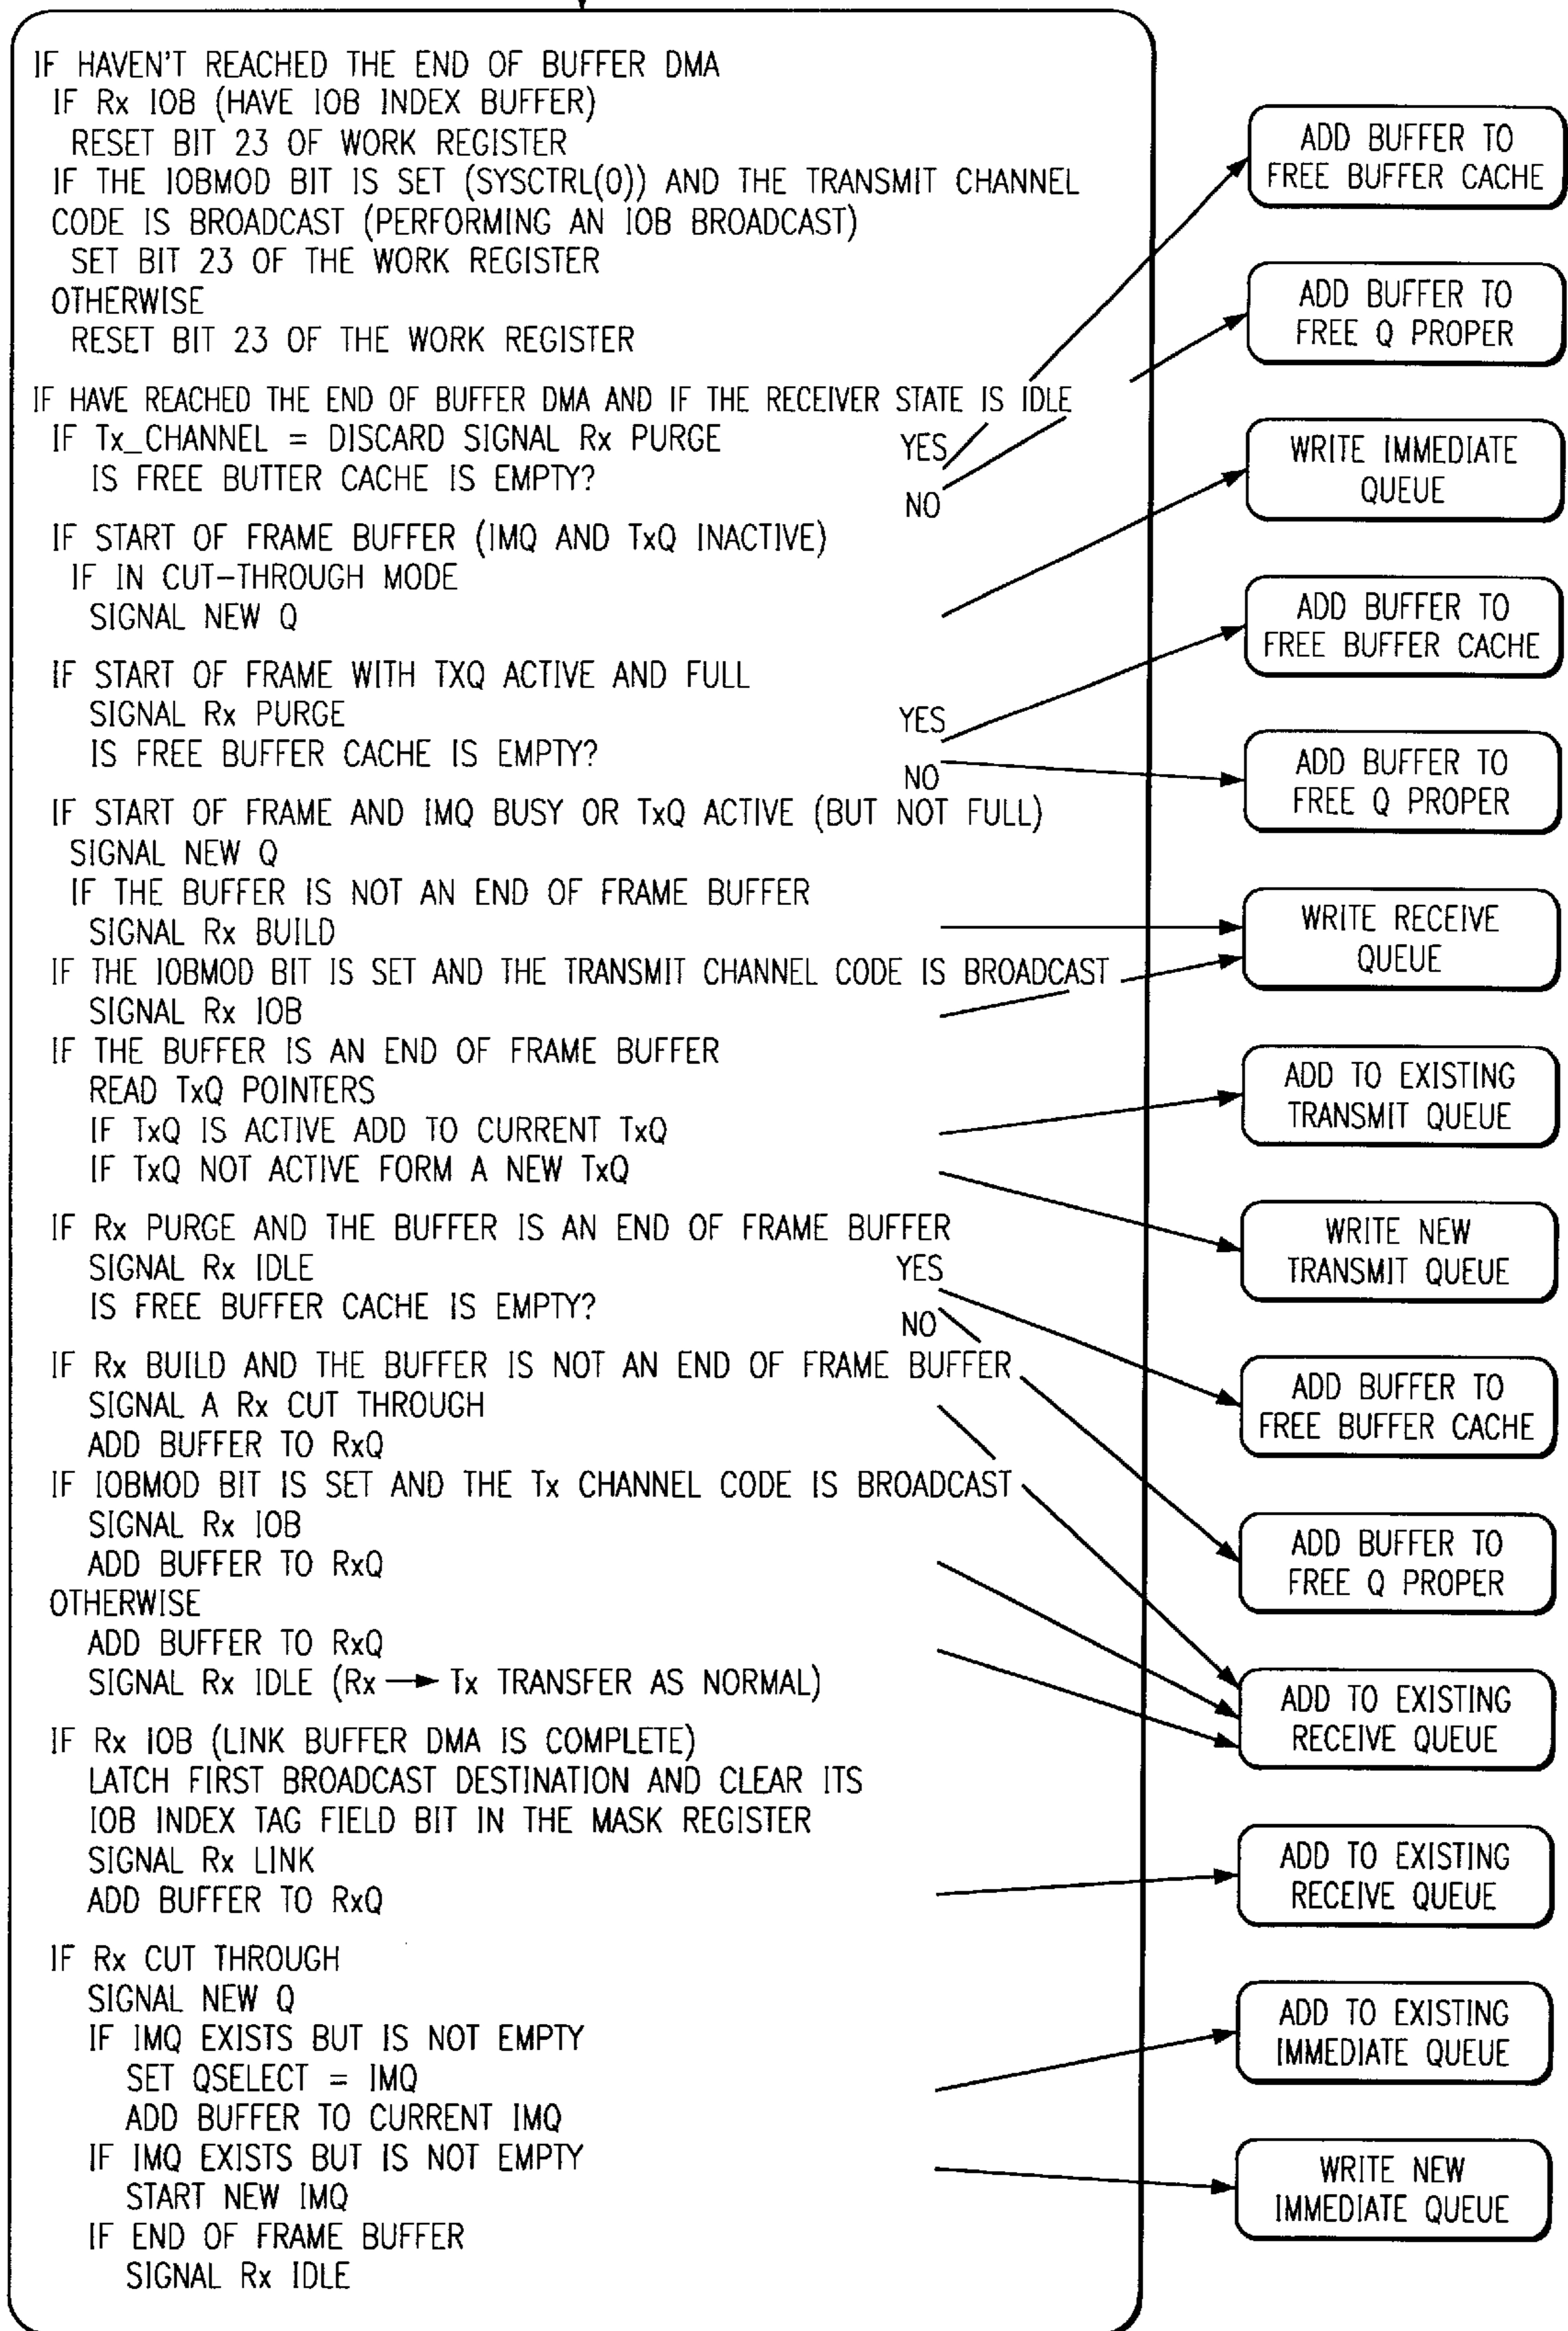 IF HAVEN'T REACHED THE END OF BUFFER DMA
IF Rx IOB (HAVE IOB INDEX BUFFER)
RESET BIT 23 OF WORK REGISTER
IF THE IOBMOD BIT IS SET (SYSCTRL(0)) AND THE TRANSMIT CHANNEL
CODE IS BROADCAST (PERFORMING AN IOB BROADCAST)
SET BIT 23 OF THE WORK REGISTER
OTHERWISE
RESET BIT 23 OF THE WORK REGISTER
IF HAVE REACHED THE END OF BUFFER DMA AND IF THE RECEIVER STATE IS IDLE
IF Tx_CHANNEL = DISCARD SIGNAL Rx PURGE
YES
IS FREE BUTTER CACHE IS EMPTY?
NO
IF START OF FRAME BUFFER (IMQ AND TxQ INACTIVE)
IF IN CUT-THROUGH MODE
SIGNAL NEW Q
IF START OF FRAME WITH TXQ ACTIVE AND FULL
SIGNAL Rx PURGE
YES
IS FREE BUFFER CACHE IS EMPTY?
NO
IF START OF FRAME AND IMQ BUSY OR TxQ ACTIVE (BUT NOT FULL)
SIGNAL NEW Q
IF THE BUFFER IS NOT AN END OF FRAME BUFFER
SIGNAL Rx BUILD
IF THE IOBMOD BIT IS SET AND THE TRANSMIT CHANNEL CODE IS BROADCAST
SIGNAL Rx IOB
IF THE BUFFER IS AN END OF FRAME BUFFER
READ TxQ POINTERS
IF TxQ IS ACTIVE ADD TO CURRENT TxQ
IF TxQ NOT ACTIVE FORM A NEW TxQ
IF Rx PURGE AND THE BUFFER IS AN END OF FRAME BUFFER
SIGNAL Rx IDLE
YES
IS FREE BUFFER CACHE IS EMPTY?
NO
IF Rx BUILD AND THE BUFFER IS NOT AN END OF FRAME BUFFER
SIGNAL A Rx CUT THROUGH
ADD BUFFER TO RxQ
IF IOBMOD BIT IS SET AND THE Tx CHANNEL CODE IS BROADCAST
SIGNAL Rx IOB
ADD BUFFER TO RxQ
OTHERWISE
ADD BUFFER TO RxQ
SIGNAL Rx IDLE (Rx → Tx TRANSFER AS NORMAL)
IF Rx IOB (LINK BUFFER DMA IS COMPLETE)
LATCH FIRST BROADCAST DESTINATION AND CLEAR ITS
IOB INDEX TAG FIELD BIT IN THE MASK REGISTER
SIGNAL Rx LINK
ADD BUFFER TO RxQ
IF Rx CUT THROUGH
SIGNAL NEW Q
IF IMQ EXISTS BUT IS NOT EMPTY
SET QSELECT = IMQ
ADD BUFFER TO CURRENT IMQ
IF IMQ EXISTS BUT IS NOT EMPTY
START NEW IMQ
IF END OF FRAME BUFFER
SIGNAL Rx IDLE
ADD BUFFER TO
FREE BUFFER CACHE
ADD BUFFER TO
FREE Q PROPER
WRITE IMMEDIATE
QUEUE
ADD BUFFER TO
FREE BUFFER CACHE
ADD BUFFER TO
FREE Q PROPER
WRITE RECEIVE
QUEUE
ADD TO EXISTING
TRANSMIT QUEUE
WRITE NEW
TRANSMIT QUEUE
ADD BUFFER TO
FREE BUFFER CACHE
ADD BUFFER TO
FREE Q PROPER
ADD TO EXISTING
RECEIVE QUEUE
ADD TO EXISTING
RECEIVE QUEUE
ADD TO EXISTING
IMMEDIATE QUEUE
WRITE NEW
IMMEDIATE QUEUE